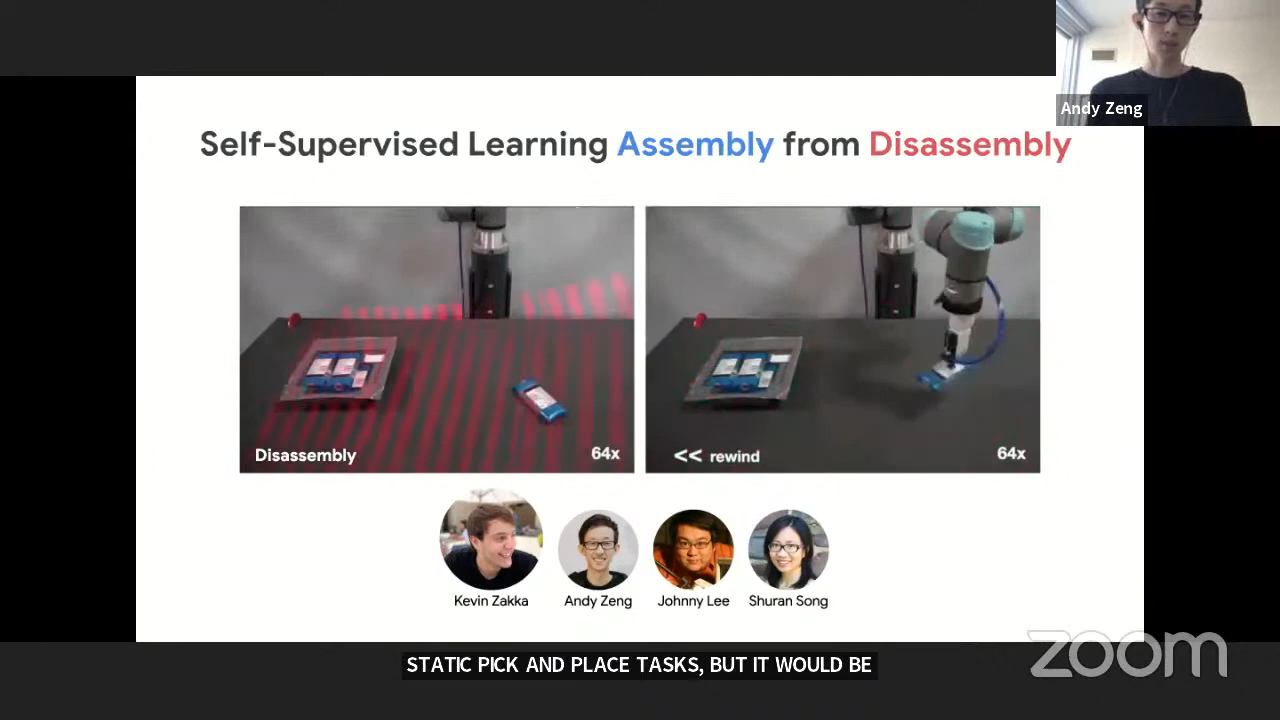 Andy Zeng
Self-Supervised Learning Assembly from Disassembly
Disassembly
64x
<< rewind
64x
Kevin Zakka
Andy Zeng
Johnny Lee
Shuran Song
STATIC PICK AND PLACE TASKS, BUT IT WOULD BE
zoom